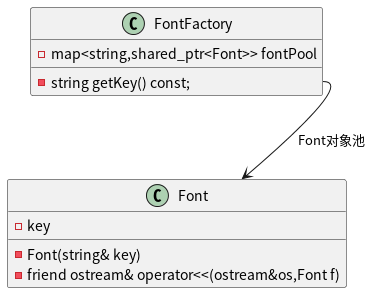 C FontFactory
map<string,shared_ptr<Font>> fontPool
string getKey() const;
Font对象池
C Font
key
Font(string& key)
friend ostream& operator<<(ostream&os,Font f)